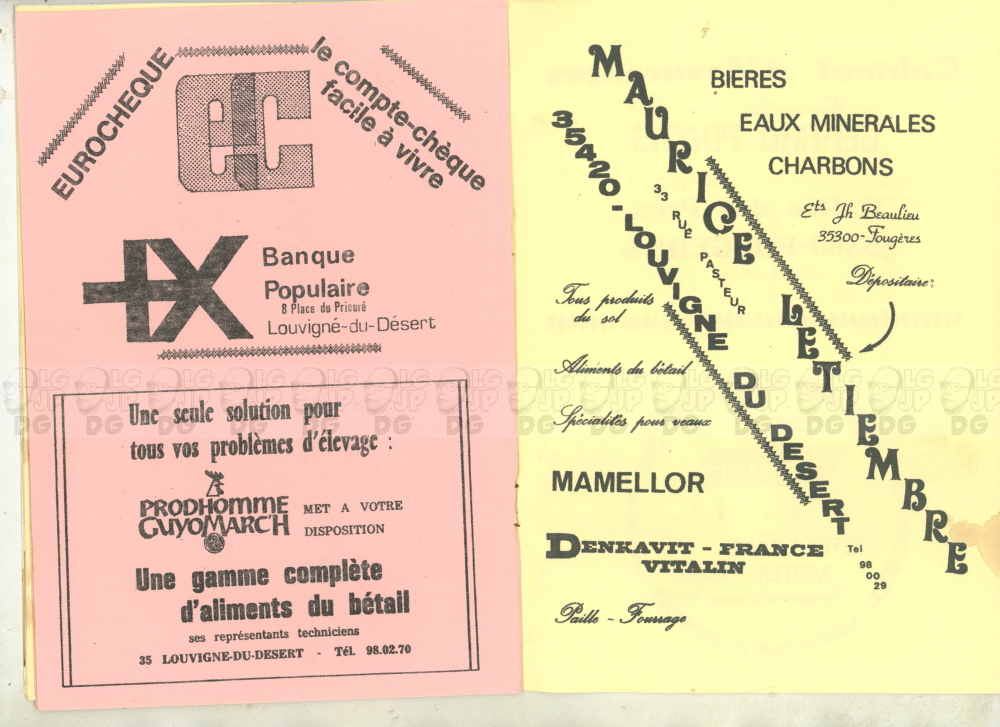 EUROCHEQUE
ec
le compte-chèque
facile à vivre
Banque
Populaire
8 Place du Prieuré
Louvigné-du-Désert
Une seule solution pour
tous vos problèmes d'élevage :
PRODHOMME
GUYOMARC'H
MET A VOTRE
DISPOSITION
Une gamme complète
d'aliments du bétail
ses représentants techniciens
35 LOUVIGNE-DU-DESERT - Tél. 98.02.70
MAURICE LETIEMBRE
33 RUE PASTEUR
35420-LOUVIGNE DU DESERT
BIERES
EAUX MINERALES
CHARBONS
Ets Jh Beaulieu
35300-Fougères
Dépositaire:
Tous produits
du sol
Aliments du bétail
Spécialités pour veaux
MAMELLOR
DENKAVIT - FRANCE
VITALIN
Tel
98
00
29
Paille - Fourrage